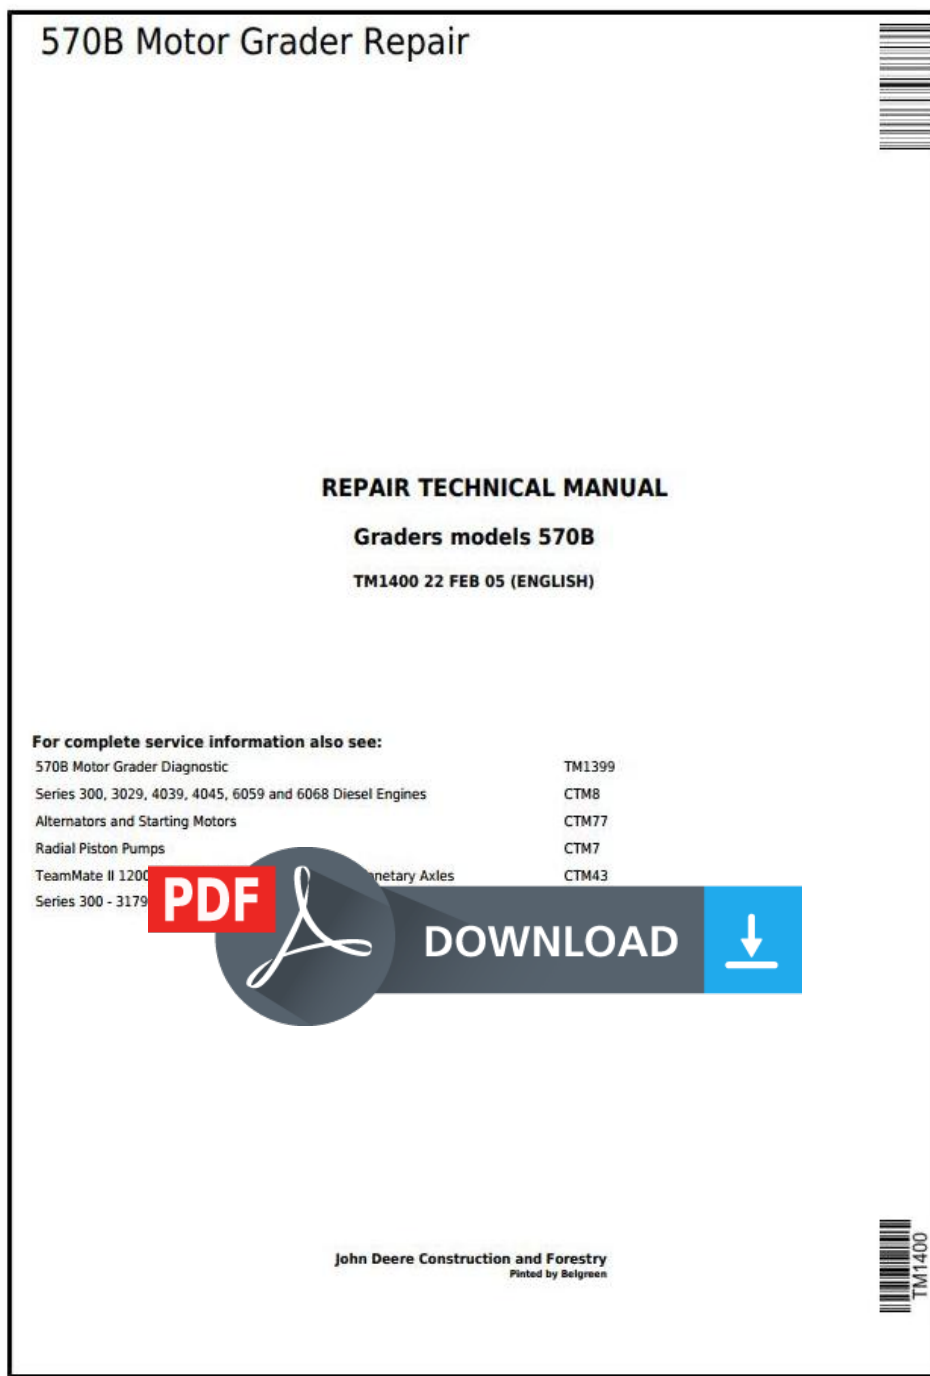 570B Motor Grader Repair
REPAIR TECHNICAL MANUAL
Graders models 570B
TM1400 22 FEB 05 (ENGLISH)
For complete service information also see:
570B Motor Grader Diagnostic TM1399
Series 300, 3029, 4039, 4045, 6059 and 6068 Diesel Engines CTM8
Alternators and Starting Motors CTM77
Radial Piston Pumps CTM7
TeamMate II 1200 Axles CTM43
Series 300 - 3179
PDF
DOWNLOAD
John Deere Construction and Forestry
Pinted by Belgreen
TM1400